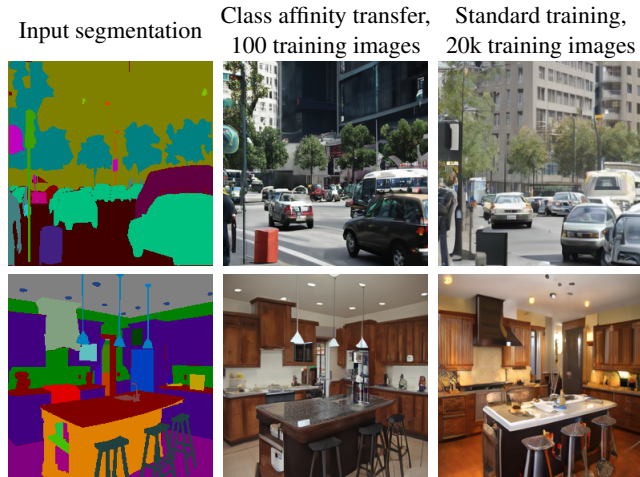 Input segmentation
Class affinity transfer,
100 training images
Standard training,
20k training images